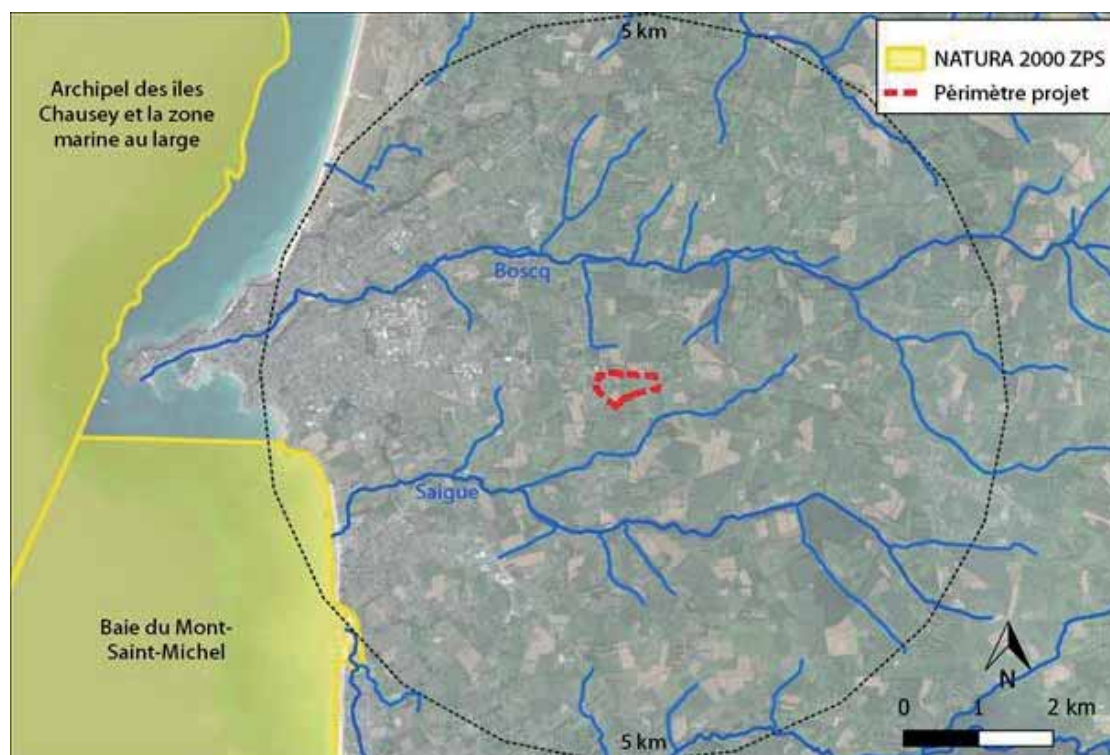 5 km
NATURA 2000 ZPS
Périmètre projet
Archipel des iles
Chausey et la zone
marine au large
Boscq
Saigue
Baie du Mont-
Saint-Michel
N
0 1 2 km
5 km